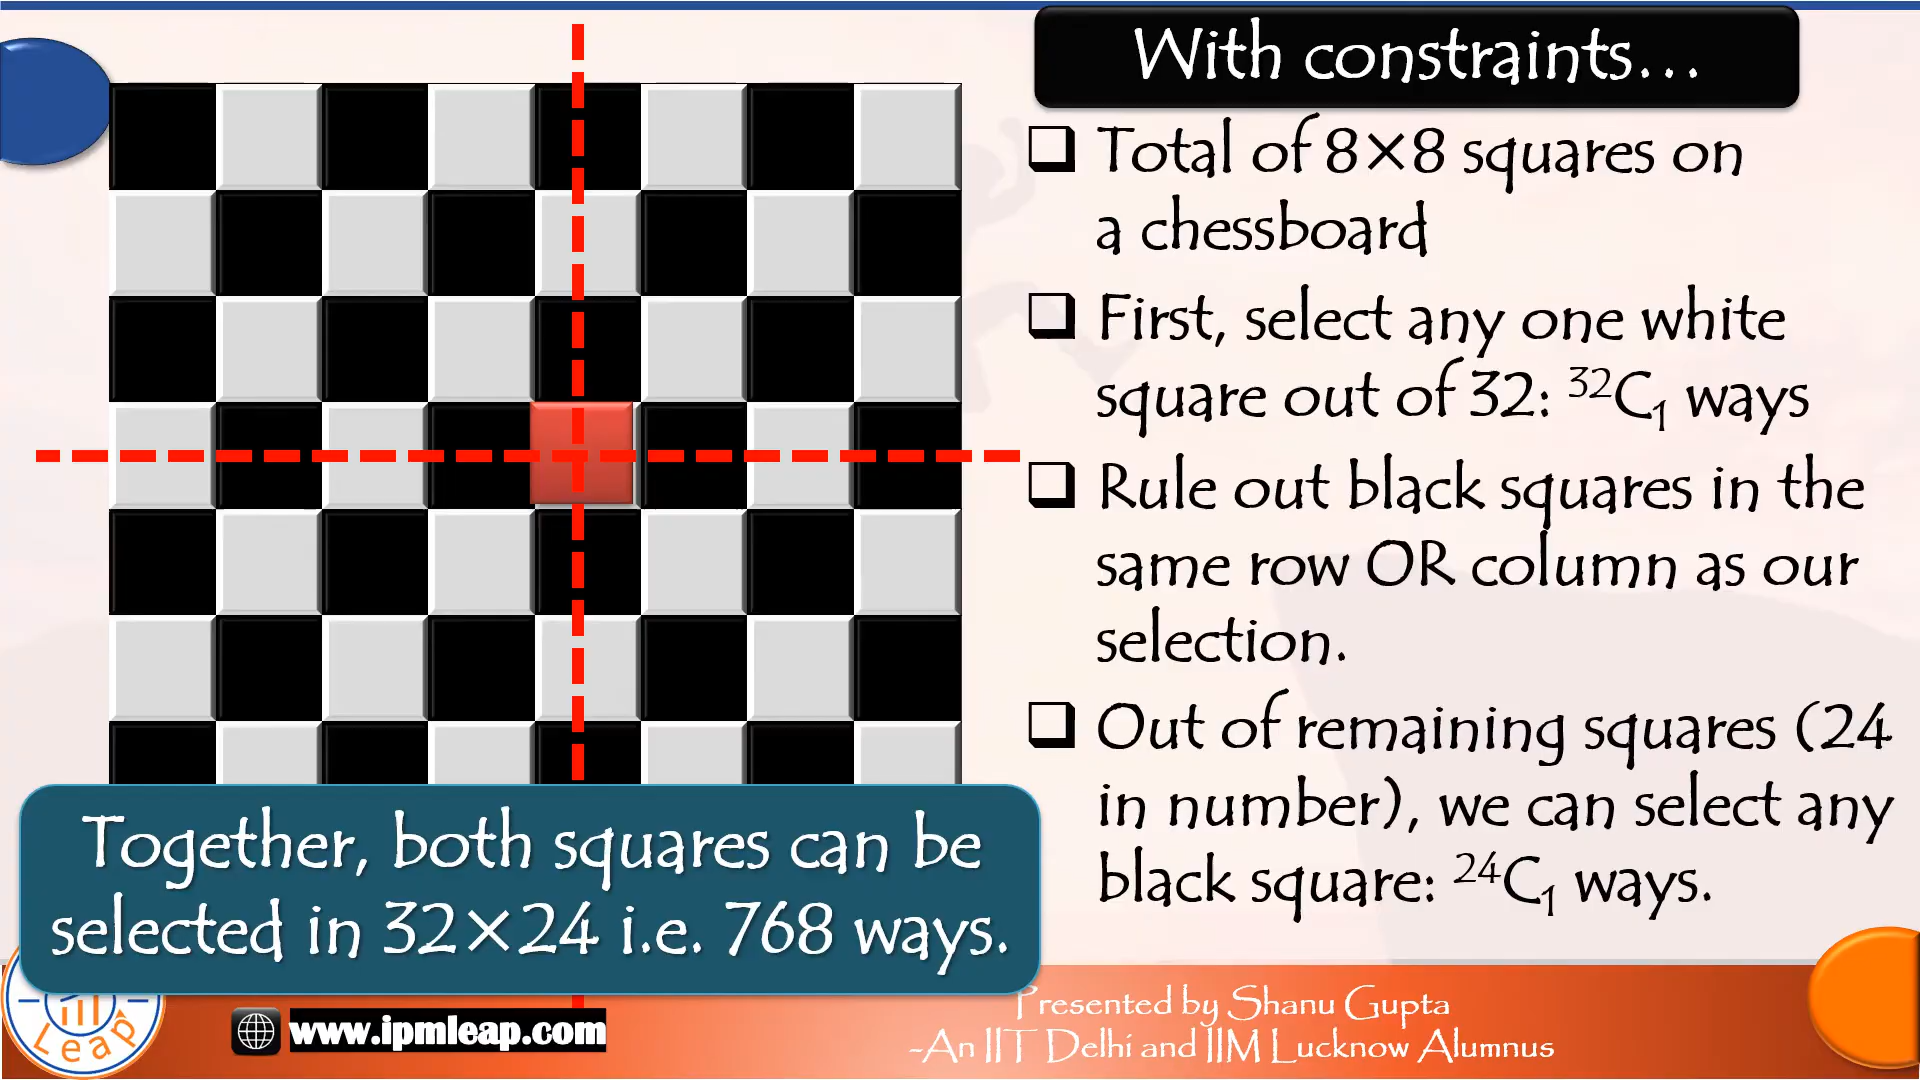 With constraints…
❑ Total of 8×8 squares on
a chessboard
❑ First, select any one white
square out of 32: ³²C₁ ways
❑ Rule out black squares in the
same row OR column as our
selection.
❑ Out of remaining squares (24
in number), we can select any
black square: ²⁴C₁ ways.
Together, both squares can be
selected in 32×24 i.e. 768 ways.
Leap
www.ipmleap.com
Presented by Shanu Gupta
-An IIT Delhi and IIM Lucknow Alumnus